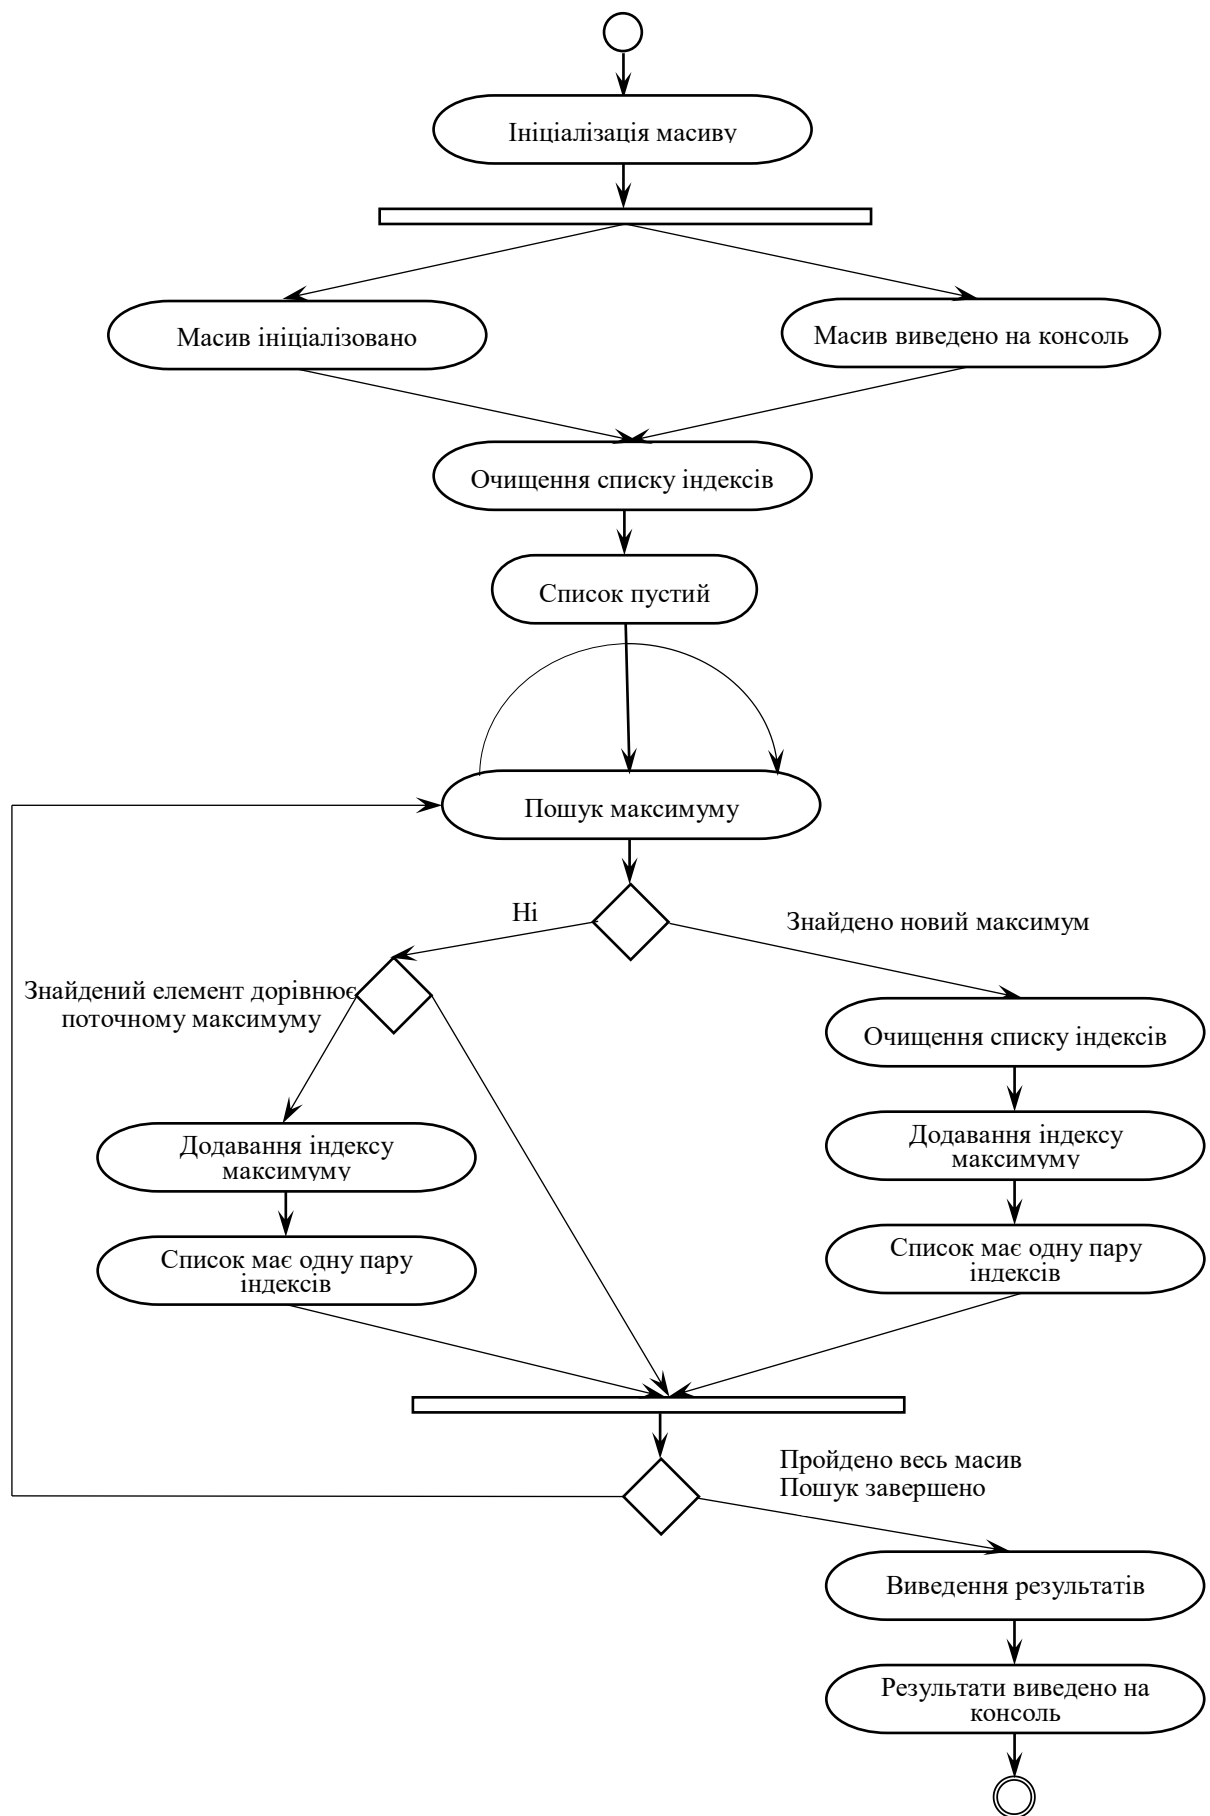 Ініціалізація масиву
Масив ініціалізовано
Масив виведено на консоль
Очищення списку індексів
Список пустий
Пошук максимуму
Ні
Знайдено новий максимум
Знайдений елемент дорівнює
поточному максимуму
Очищення списку індексів
Додавання індексу
максимуму
Додавання індексу
максимуму
Список має одну пару
індексів
Список має одну пару
індексів
Пройдено весь масив
Пошук завершено
Виведення результатів
Результати виведено на
консоль